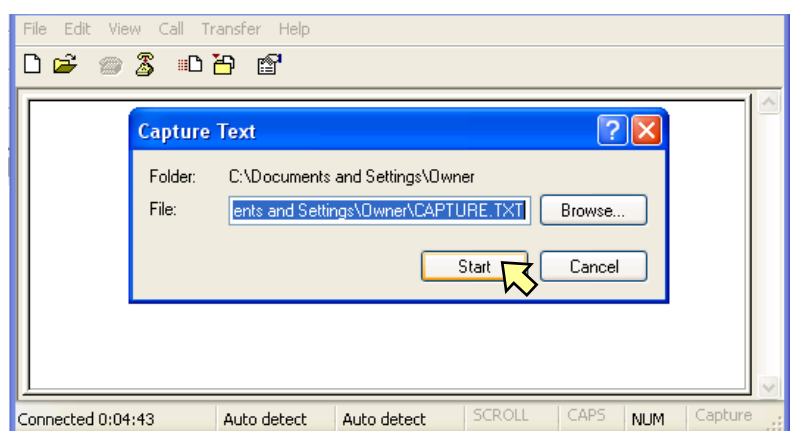 File Edit View Call Transfer Help
Capture Text
Folder: C:\Documents and Settings\Owner
File: ents and Settings\Owner\CAPTURE.TXT Browse...
Start Cancel
Connected 0:04:43 Auto detect Auto detect SCROLL CAPS NUM Capture